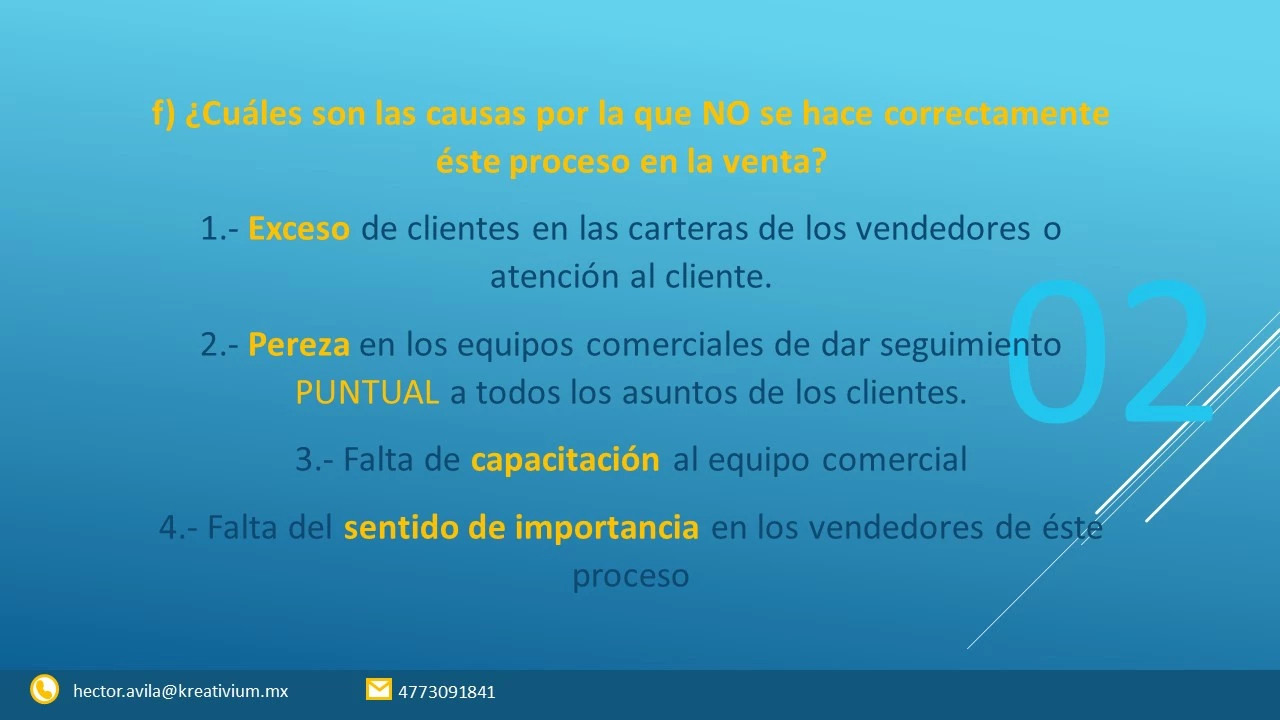 f) ¿Cuáles son las causas por la que NO se hace correctamente
éste proceso en la venta?
1.- Exceso de clientes en las carteras de los vendedores o
atención al cliente.
2.- Pereza en los equipos comerciales de dar seguimiento
PUNTUAL a todos los asuntos de los clientes.
02
3.- Falta de capacitación al equipo comercial
4.- Falta del sentido de importancia en los vendedores de éste
proceso
hector.avila@kreativium.mx
4773091841